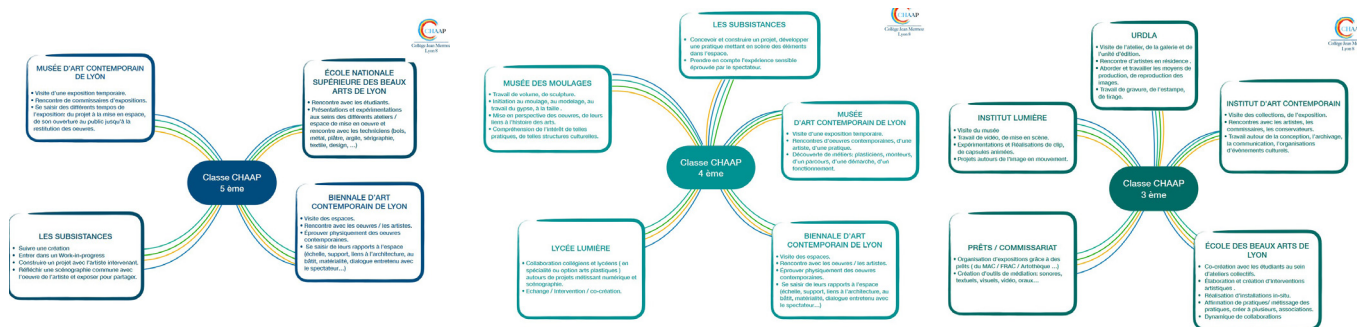 CHAAP
Collège Jean Mermoz
Lyon 8
MUSÉE D'ART CONTEMPORAIN
DE LYON
• Visite d'une exposition temporaire.
• Rencontre de commissaires d'expositions.
• Se saisir des différents temps de
l'exposition: du projet à la mise en espace,
de son ouverture au public jusqu'à la
restitution des oeuvres.
ÉCOLE NATIONALE
SUPÉRIEURE DES BEAUX
ARTS DE LYON
• Rencontre avec les étudiants.
• Présentations et expérimentations
aux seins des différents ateliers /
espace de mise en oeuvre et
rencontre avec les techniciens (bois,
métal, plâtre, argile, sérigraphie,
textile, design, ...)
Classe CHAAP
5 ème
LES SUBSISTANCES
• Suivre une création
• Entrer dans un Work-in-progress
• Construire un projet avec l'artiste intervenant.
• Réfléchir une scénographie commune avec
l'oeuvre de l'artiste et exposer pour partager.
BIENNALE D'ART
CONTEMPORAIN DE LYON
• Visite des espaces.
• Rencontre avec les oeuvres / les artistes.
• Éprouver physiquement des oeuvres
contemporaines.
• Se saisir de leurs rapports à l'espace
(échelle, support, liens à l'architecture, au
bâtit, matérialité, dialogue entretenu avec
le spectateur...)
CHAAP
Collège Jean Mermoz
Lyon 8
LES SUBSISTANCES
• Concevoir et construire un projet, développer
une pratique mettant en scène des éléments
dans l'espace.
• Prendre en compte l'expérience sensible
éprouvée par le spectateur.
MUSÉE DES MOULAGES
• Travail de volume, de sculpture.
• Initiation au moulage, au modelage, au
travail du gypse, à la taille .
• Mise en perspective des oeuvres, de leurs
liens à l'histoire des arts.
• Compréhension de l'intérêt de telles
pratiques, de telles structures culturelles.
MUSÉE
D'ART CONTEMPORAIN DE LYON
• Visite d'une exposition temporaire.
• Rencontres d'oeuvres contemporaines, d'une
artiste, d'une pratique.
• Découverte de métiers: plasticiens, monteurs,
d'un parcours, d'une démarche, d'un
fonctionnement.
Classe CHAAP
4 ème
LYCÉE LUMIÈRE
• Collaboration collégiens et lycéens ( en
spécialité ou option arts plastiques )
autours de projets métissant numérique et
scénographie.
• Echange / intervention / co-création.
BIENNALE D'ART
CONTEMPORAIN DE LYON
• Visite des espaces.
• Rencontre avec les oeuvres / les artistes.
• Éprouver physiquement des oeuvres
contemporaines.
• Se saisir de leurs rapports à l'espace
(échelle, support, liens à l'architecture, au
bâtit, matérialité, dialogue entretenu avec le
spectateur...)
CHAAP
Collège Jean Mermoz
Lyon 8
URDLA
• Visite de l'atelier, de la galerie et de
l'unité d'édition.
• Rencontre d'artistes en résidence .
• Aborder et travailler les moyens de
production, de reproduction des
images.
• Travail de gravure, de l'estampe,
de tirage.
INSTITUT LUMIÈRE
• Visite du musée
• Travail de vidéo, de mise en scène.
• Expérimentations et Réalisations de clip,
de capsules animées.
• Projets autours de l'image en mouvement.
INSTITUT D'ART CONTEMPORAIN
• Visite des collections, de l'exposition.
• Rencontres avec les artistes, les
commissaires, les conservateurs.
• Travail autour de la conception, l'archivage,
la communication, l'organisations
d'évènements culturels.
Classe CHAAP
3 ème
PRÊTS / COMMISSARIAT
• Organisation d'expositions grâce à des
prêts ( du MAC / FRAC / Artothèque ...)
• Création d'outils de médiation: sonores,
textuels, visuels, vidéo, oraux...
ÉCOLE DES BEAUX ARTS DE
LYON
• Co-création avec les étudiants au sein
d'ateliers collectifs.
• Élaboration et création d'interventions
artistiques .
• Réalisation d'installations in-situ.
• Affirmation de pratiques/ métissage des
pratiques, créer à plusieurs, associations.
• Dynamique de collaborations